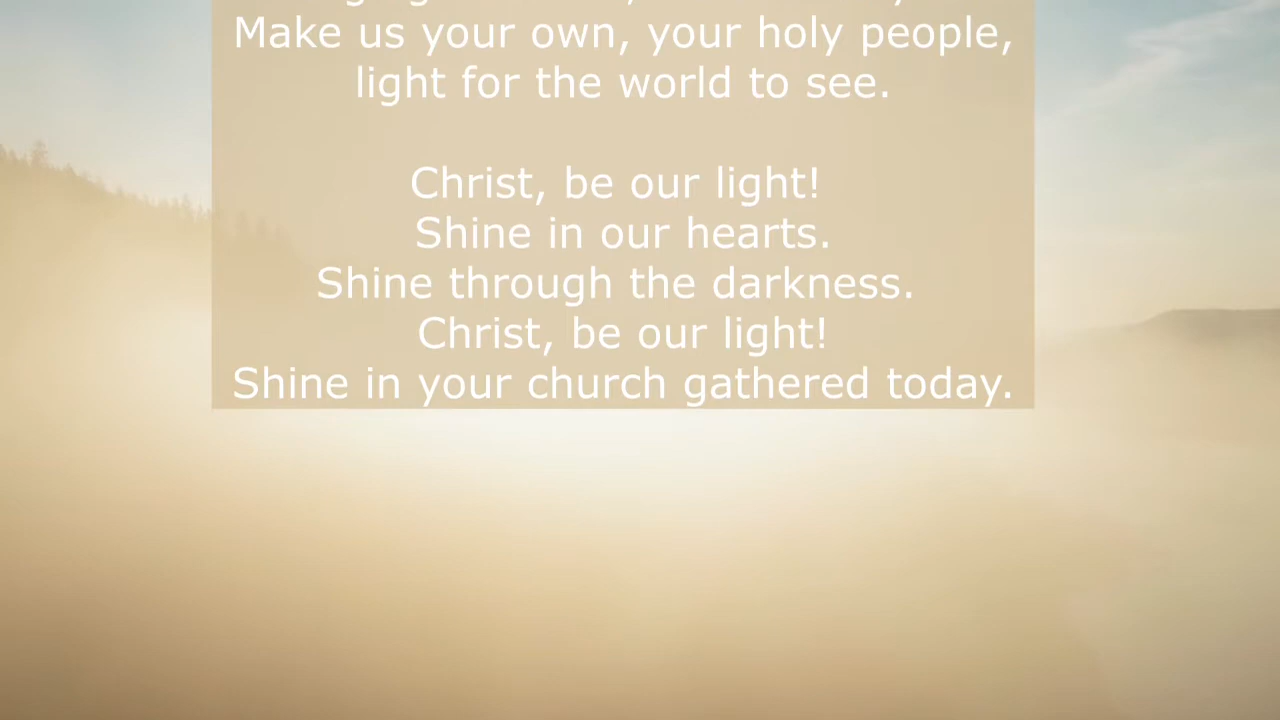 Make us your own, your holy people,
light for the world to see.
Christ, be our light!
Shine in our hearts.
Shine through the darkness.
Christ, be our light!
Shine in your church gathered today.